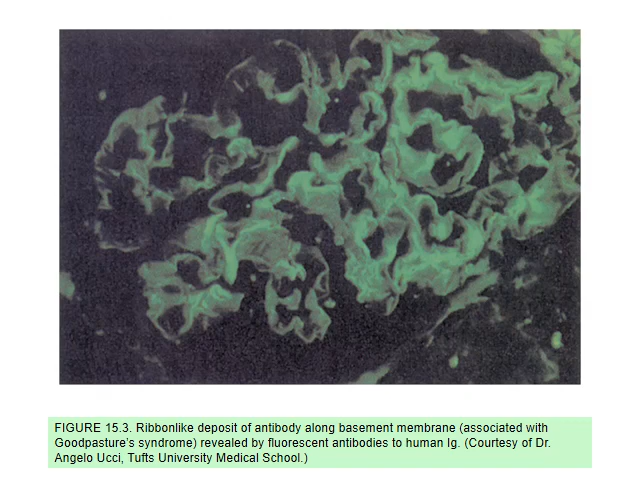 FIGURE 15.3. Ribbonlike deposit of antibody along basement membrane (associated with
Goodpasture's syndrome) revealed by fluorescent antibodies to human Ig. (Courtesy of Dr.
Angelo Ucci, Tufts University Medical School.)